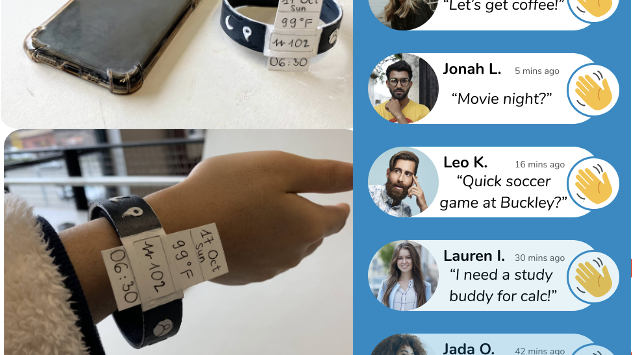 17 Oct
Sun
99°F
102
06:30
06:30
102
99°F
17 Oct
Sun
"Let's get coffee!"
Jonah L.
5 mins ago
"Movie night?"
Leo K.
16 mins ago
"Quick soccer
game at Buckley?"
Lauren I.
30 mins ago
"I need a study
buddy for calc!"
Jada O.
42 mins ago